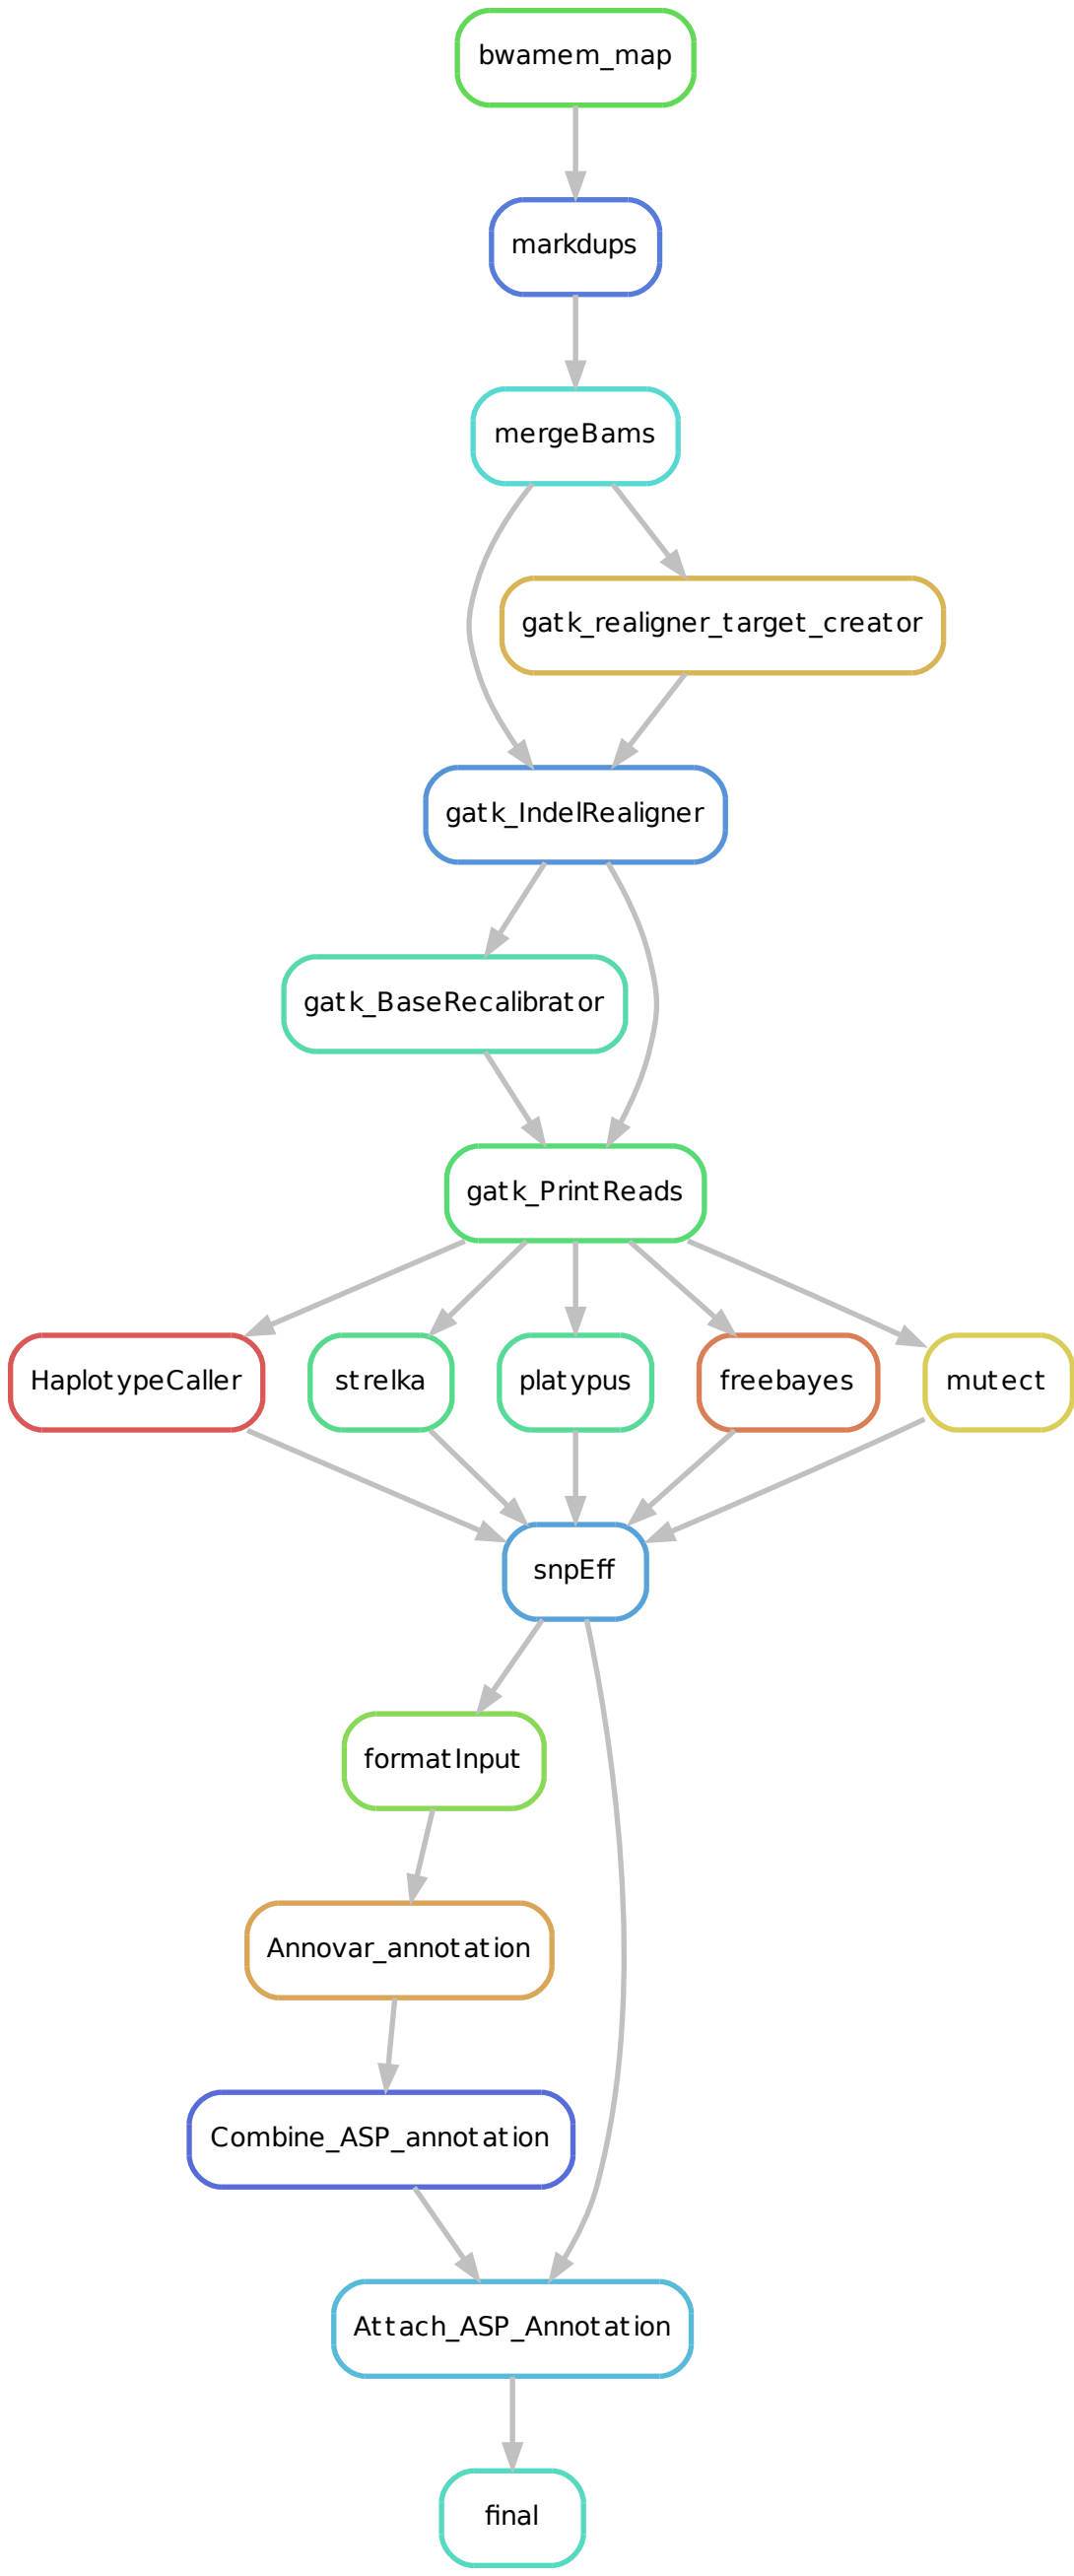 bwamem_map
markdups
mergeBams
gatk_realigner_target_creator
gatk_IndelRealigner
gatk_BaseRecalibrator
gatk_PrintReads
HaplotypeCaller
strelka
platypus
freebayes
mutect
snpEff
formatInput
Annovar_annotation
Combine_ASP_annotation
Attach_ASP_Annotation
final